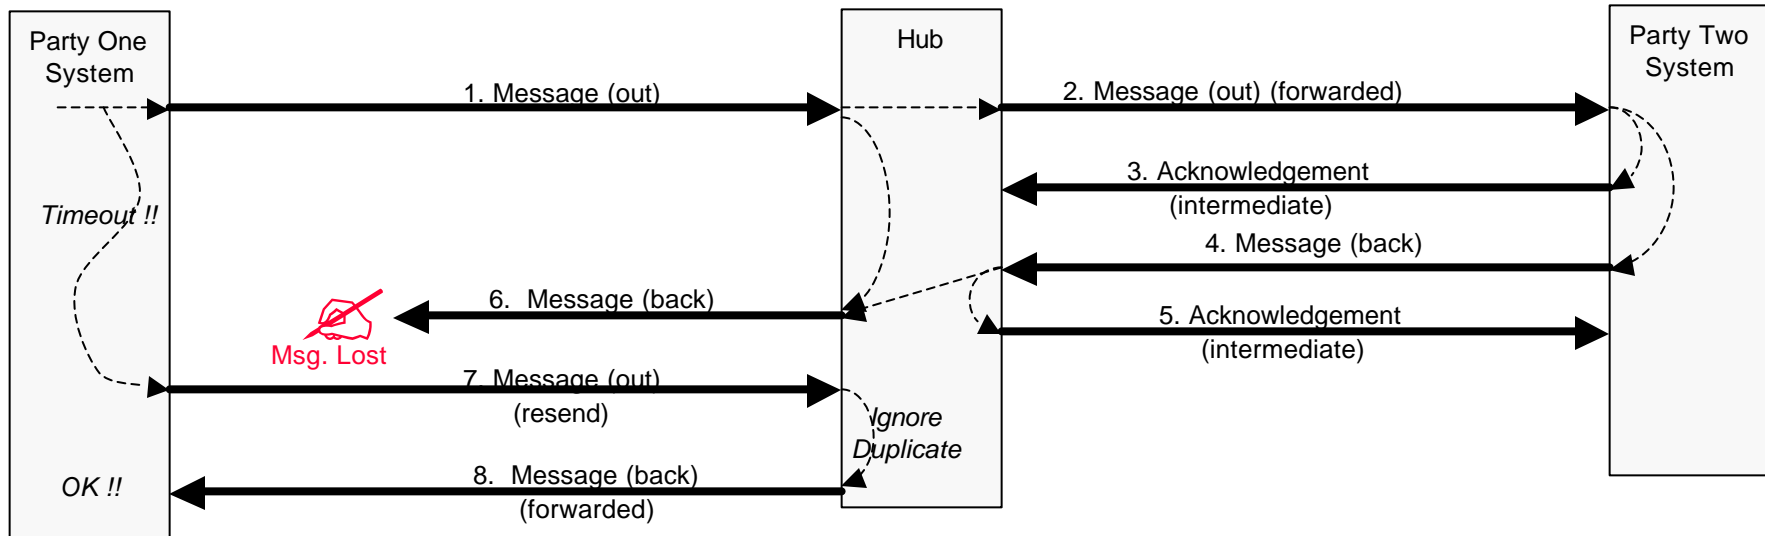 Party One
System
Hub
Party Two
System
1. Message (out)
2. Message (out) (forwarded)
3. Acknowledgement
(intermediate)
Timeout !!
4. Message (back)
6. Message (back)
5. Acknowledgement
(intermediate)
Msg. Lost
7. Message (out)
(resend)
Ignore
Duplicate
8. Message (back)
(forwarded)
OK !!